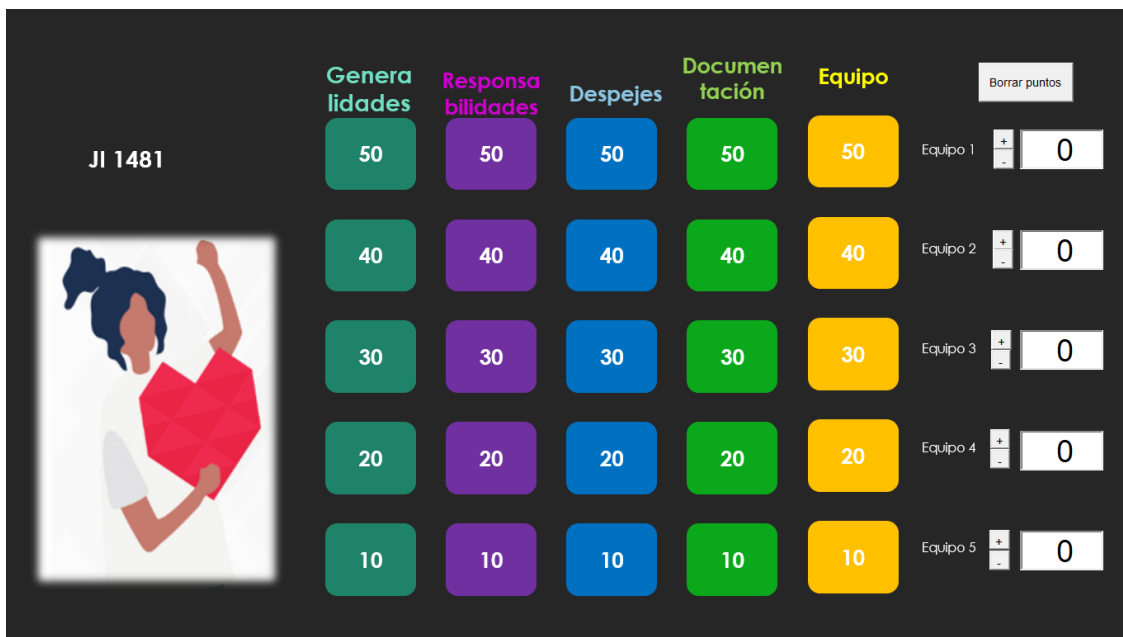 JI 1481
Genera
lidades
Responsa
bilidades
Despejes
Documen
tación
Equipo
Borrar puntos
50 50 50 50 50
Equipo 1 + - 0
40 40 40 40 40
Equipo 2 + - 0
30 30 30 30 30
Equipo 3 + - 0
20 20 20 20 20
Equipo 4 + - 0
10 10 10 10 10
Equipo 5 + - 0